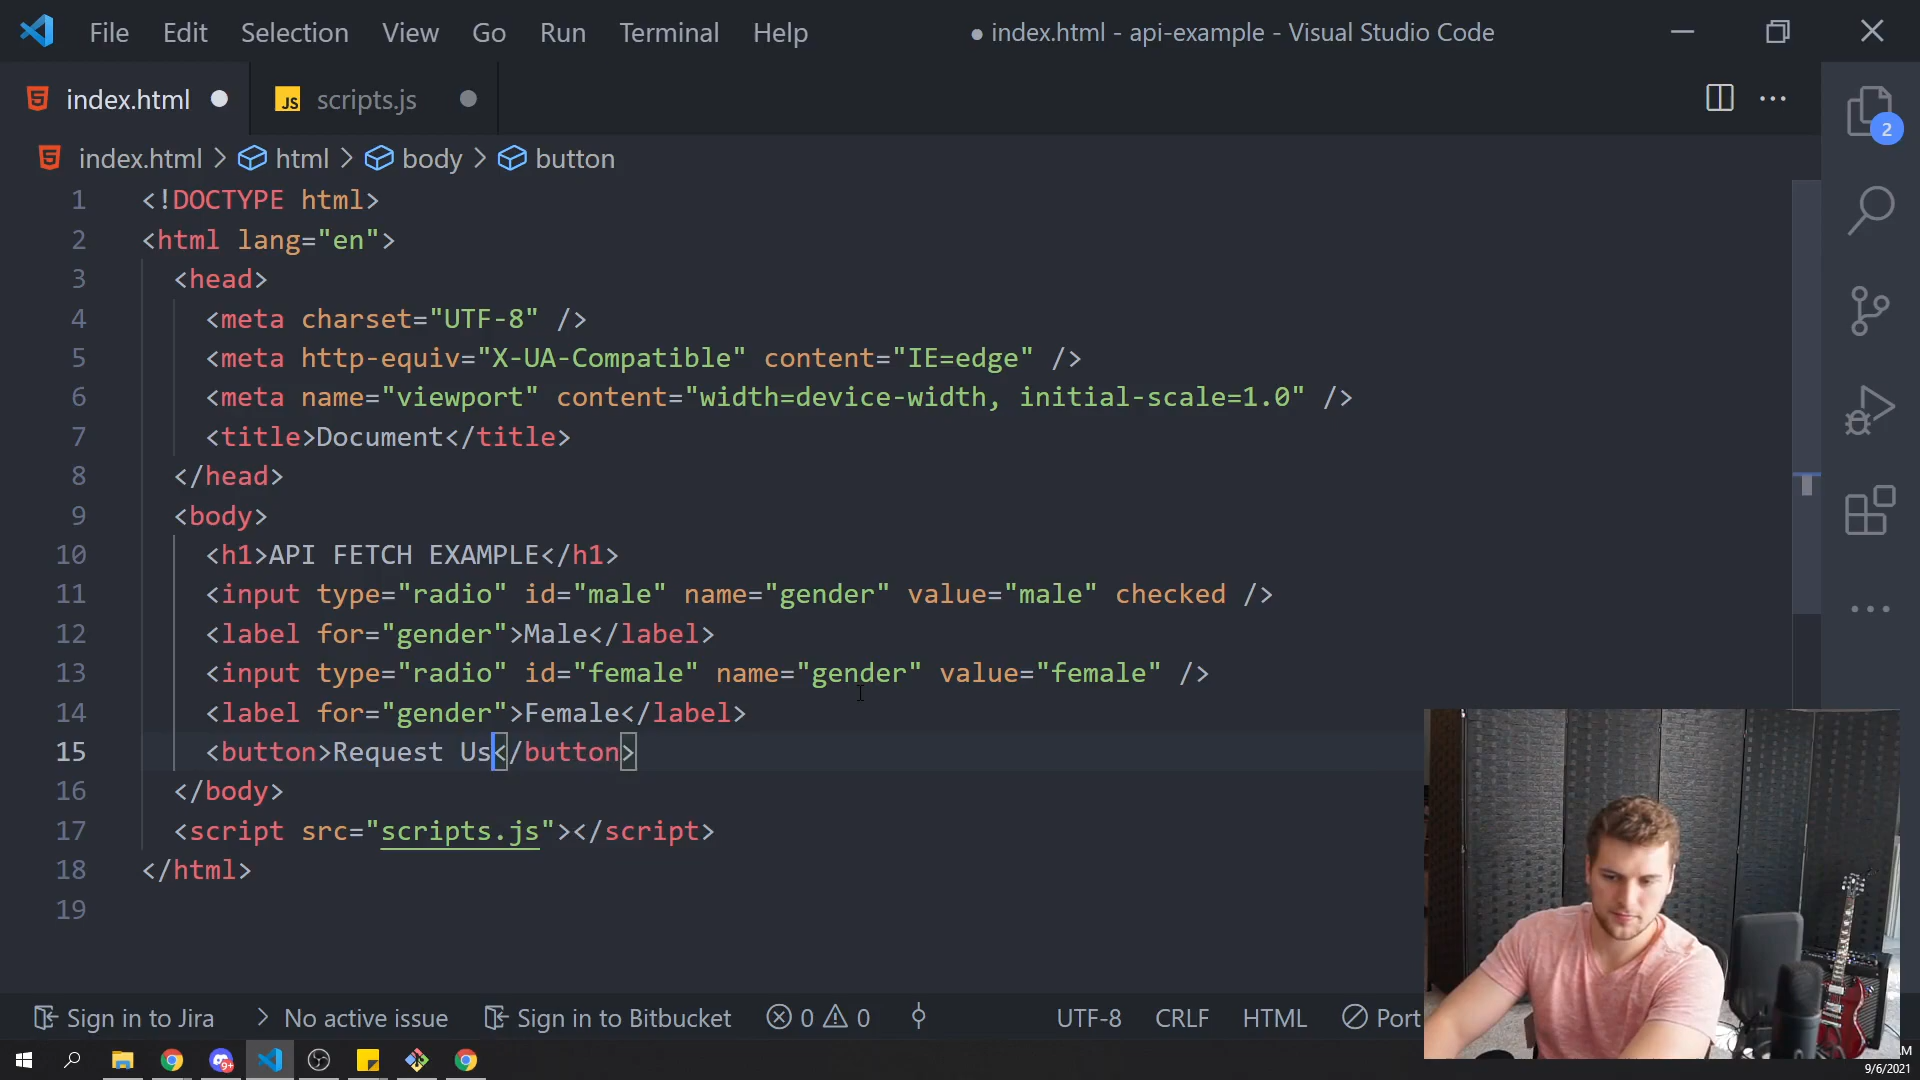 File Edit Selection View Go Run Terminal Help ● index.html - api-example - Visual Studio Code
index.html JS scripts.js
2
index.html > html > body > button
1 <!DOCTYPE html>
2 <html lang="en">
3 <head>
4 <meta charset="UTF-8" />
5 <meta http-equiv="X-UA-Compatible" content="IE=edge" />
6 <meta name="viewport" content="width=device-width, initial-scale=1.0" />
7 <title>Document</title>
8 </head>
9 <body>
10 <h1>API FETCH EXAMPLE</h1>
11 <input type="radio" id="male" name="gender" value="male" checked />
12 <label for="gender">Male</label>
13 <input type="radio" id="female" name="gender" value="female" />
14 <label for="gender">Female</label>
15 <button>Request Us</button>
16 </body>
17 <script src="scripts.js"></script>
18 </html>
19
Sign in to Jira > No active issue Sign in to Bitbucket 0 0 UTF-8 CRLF HTML Port
9+
9/6/2021